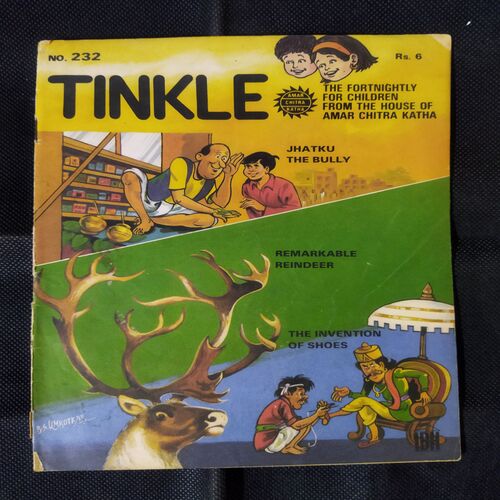 NO. 232
Rs. 6
TINKLE
AMAR
CHITRA
KATHA
THE FORTNIGHTLY
FOR CHILDREN
FROM THE HOUSE OF
AMAR CHITRA KATHA
JHATKU
THE BULLY
REMARKABLE
REINDEER
THE INVENTION
OF SHOES
IBH